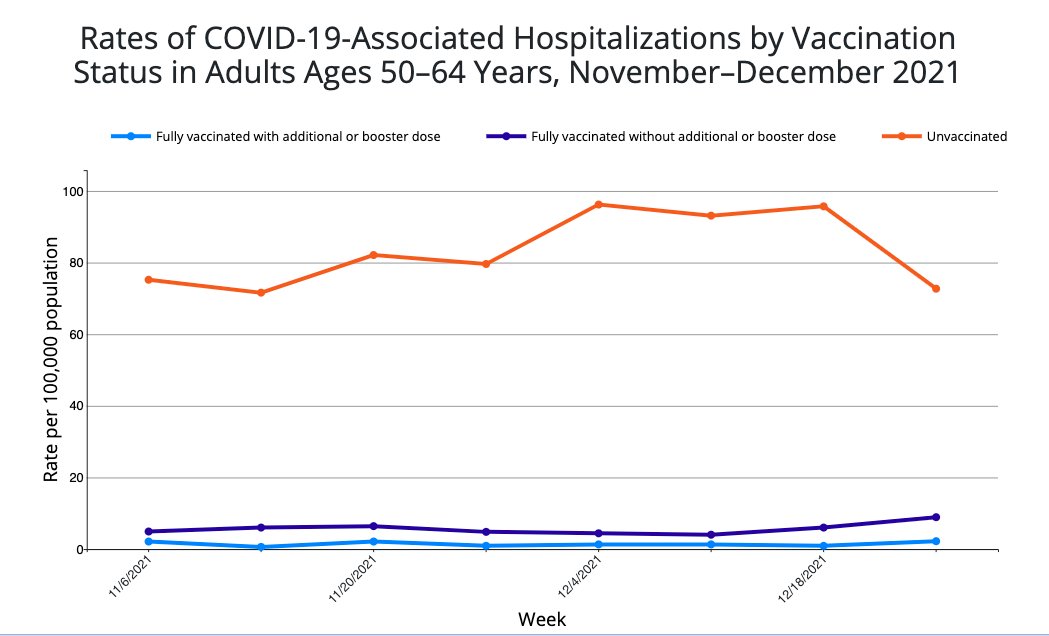 Rates of COVID-19-Associated Hospitalizations by Vaccination
Status in Adults Ages 50–64 Years, November–December 2021
Fully vaccinated with additional or booster dose
Fully vaccinated without additional or booster dose
Unvaccinated
Rate per 100,000 population
100
80
60
40
20
0
11/6/2021
11/20/2021
12/4/2021
12/18/2021
Week